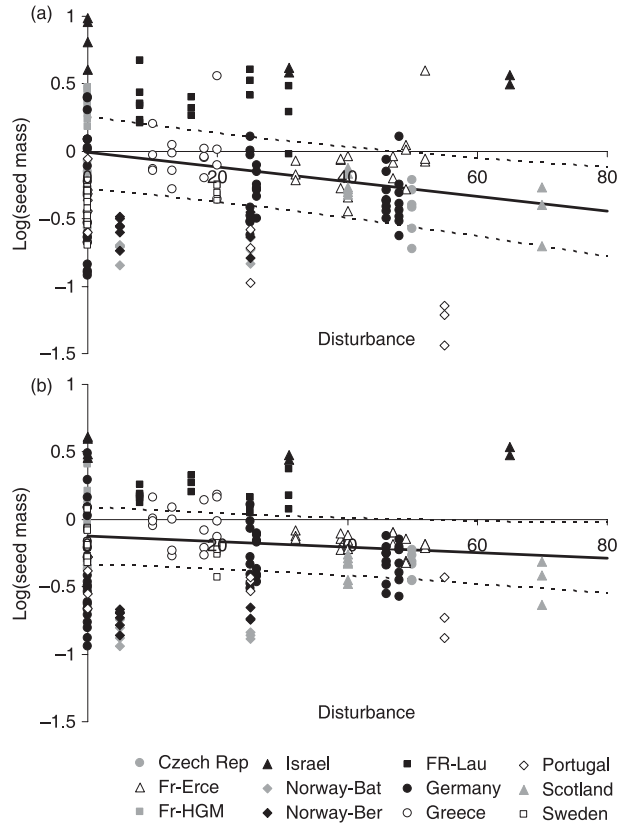 (a)
1
0.5
0
−0.5
−1
−1.5
Log(seed mass)
20
40
60
80
Disturbance
(b)
1
0.5
0
−0.5
−1
−1.5
Log(seed mass)
20
40
60
80
Disturbance
Czech Rep
Israel
FR-Lau
Portugal
Fr-Erce
Norway-Bat
Germany
Scotland
Fr-HGM
Norway-Ber
Greece
Sweden